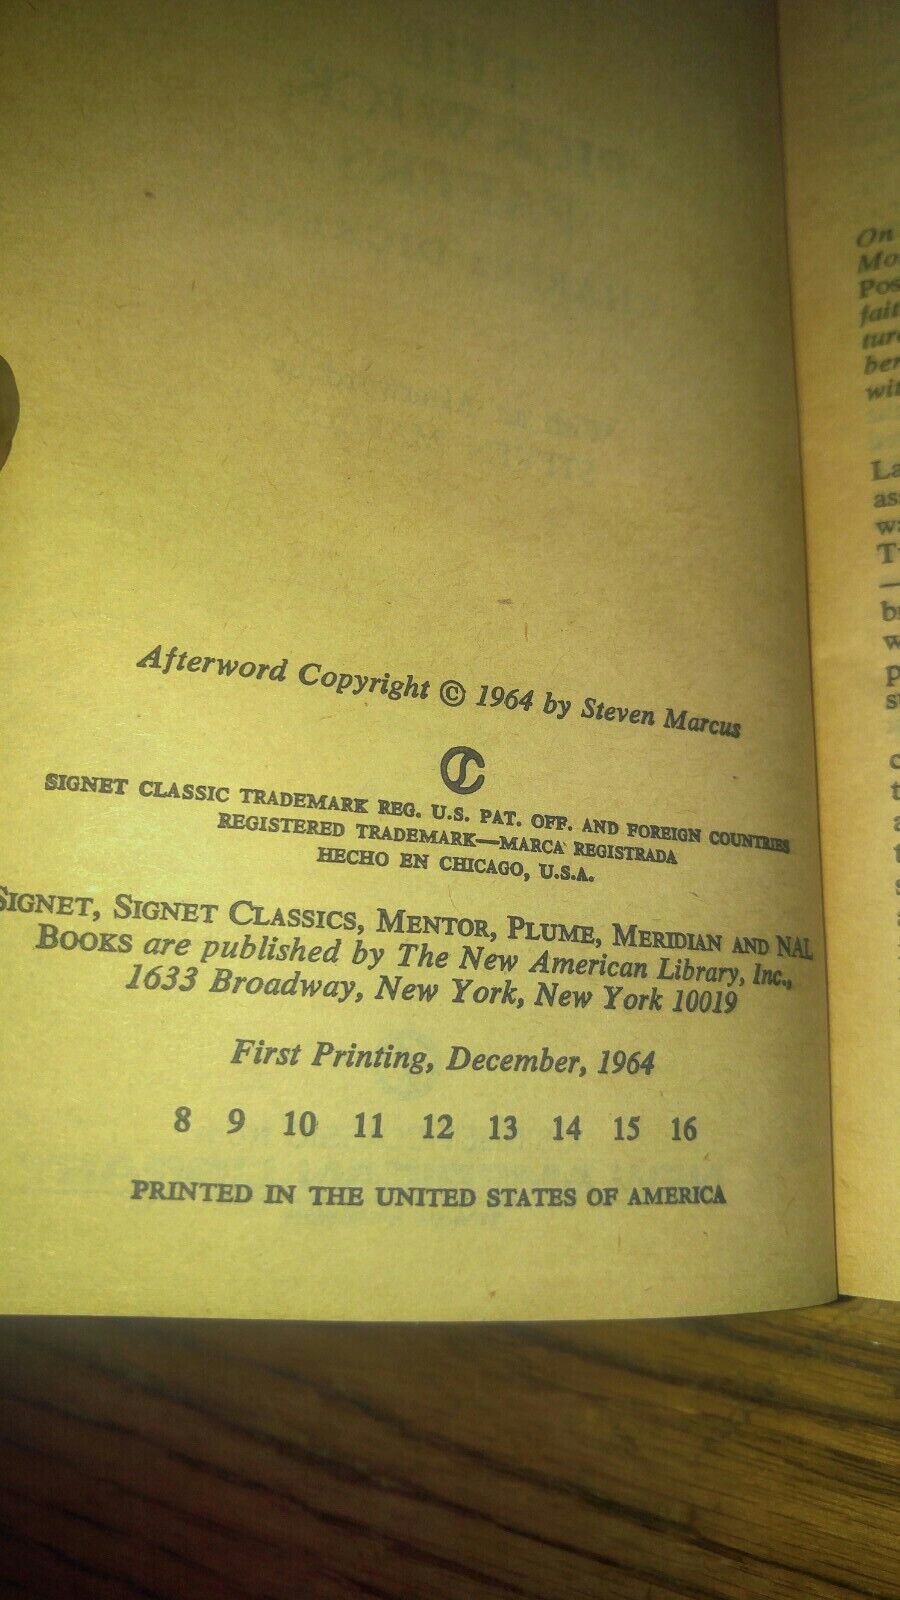 Afterword Copyright © 1964 by Steven Marcus
SIGNET CLASSIC TRADEMARK REG. U.S. PAT. OFF. AND FOREIGN COUNTRIES
REGISTERED TRADEMARK—MARCA REGISTRADA
HECHO EN CHICAGO, U.S.A.
SIGNET, SIGNET CLASSICS, MENTOR, PLUME, MERIDIAN AND NAL
BOOKS are published by The New American Library, Inc.,
1633 Broadway, New York, New York 10019
First Printing, December, 1964
8 9 10 11 12 13 14 15 16
PRINTED IN THE UNITED STATES OF AMERICA
On